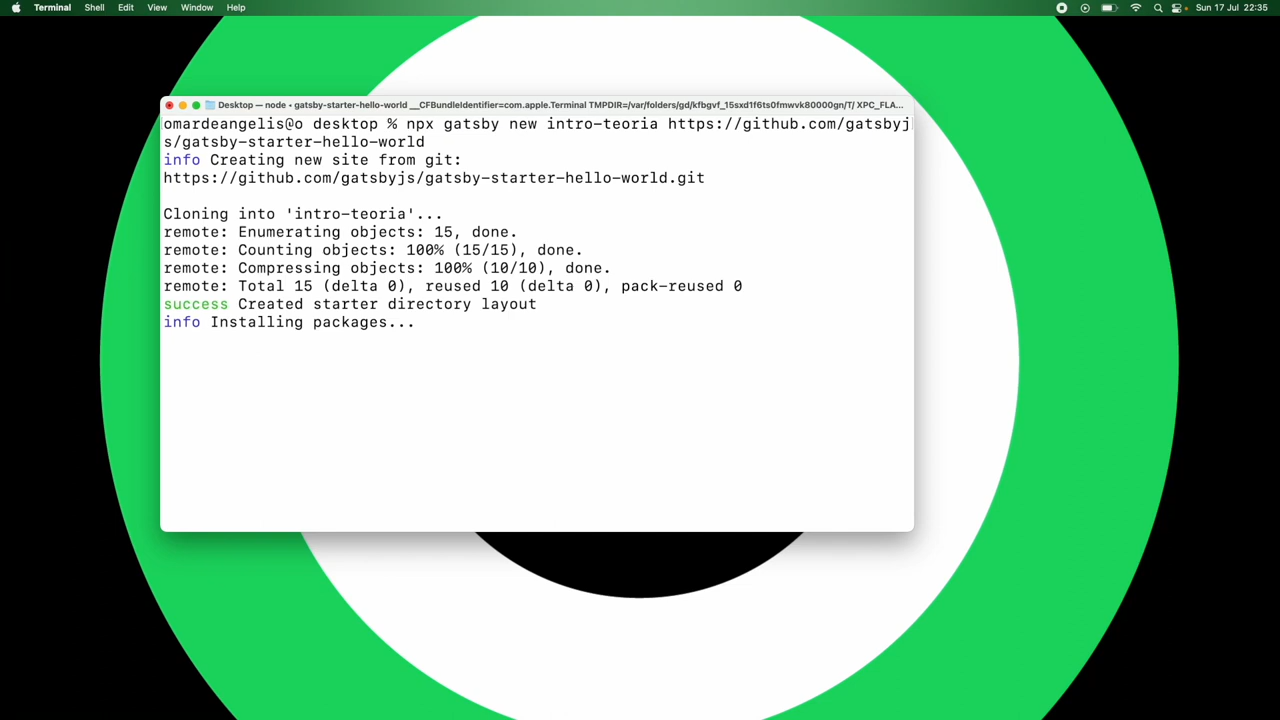 Terminal Shell Edit View Window Help Sun 17 Jul 22:35
Desktop — node • gatsby-starter-hello-world __CFBundleIdentifier=com.apple.Terminal TMPDIR=/var/folders/gd/kfbgvf_15sxd1f6ts0fmwvk80000gn/T/ XPC_FLA...
omardeangelis@o desktop % npx gatsby new intro-teoria https://github.com/gatsbyj
s/gatsby-starter-hello-world
info Creating new site from git:
https://github.com/gatsbyjs/gatsby-starter-hello-world.git
Cloning into 'intro-teoria'...
remote: Enumerating objects: 15, done.
remote: Counting objects: 100% (15/15), done.
remote: Compressing objects: 100% (10/10), done.
remote: Total 15 (delta 0), reused 10 (delta 0), pack-reused 0
success Created starter directory layout
info Installing packages...